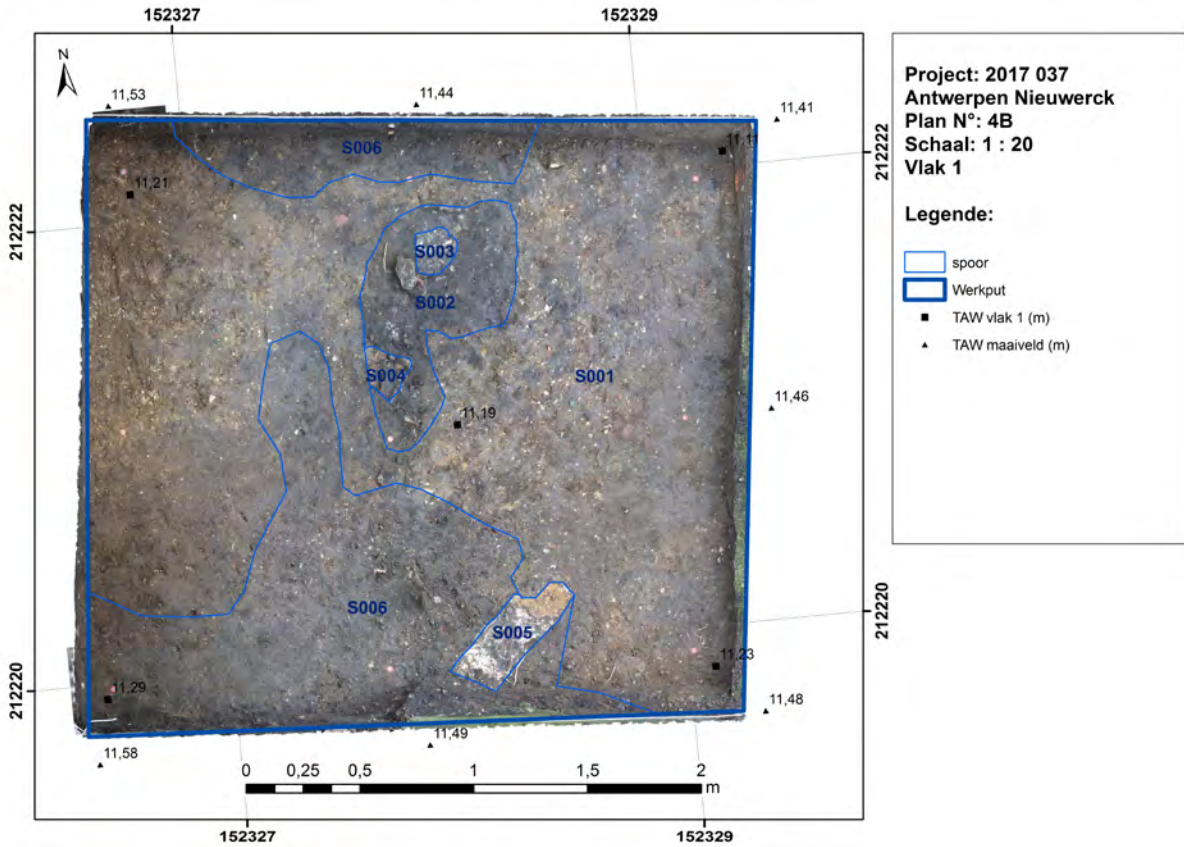 152327
152329
N
11,53
11,44
11,41
S006
11,11
212222
11,21
212222
S003
S002
S004
S001
11,46
11,19
S006
S005
212220
212220
11,23
11,29
11,48
11,49
11,58
0 0,25 0,5 1 1,5 2
m
152327
152329
Project: 2017 037
Antwerpen Nieuwerck
Plan N°: 4B
Schaal: 1 : 20
Vlak 1
Legende:
spoor
Werkput
TAW vlak 1 (m)
TAW maaiveld (m)